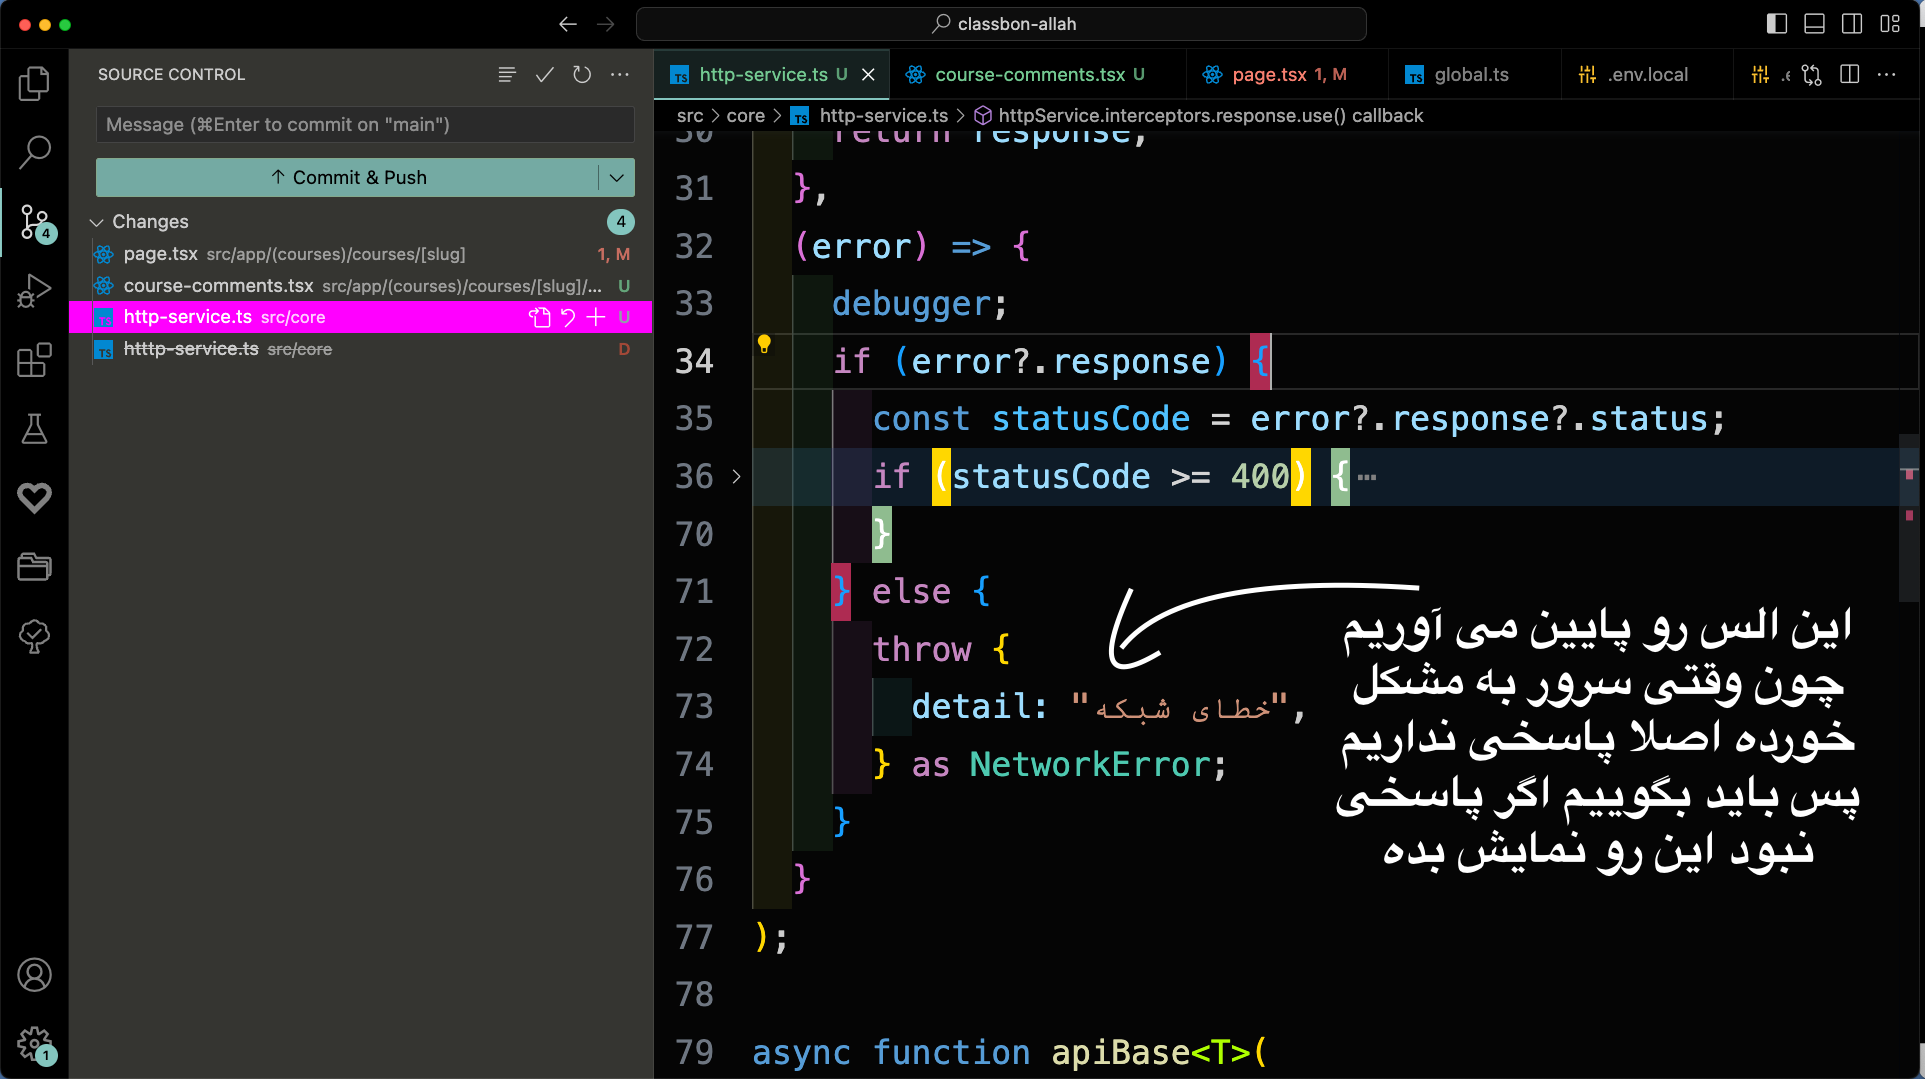 classbon-allah
SOURCE CONTROL
Message (⌘Enter to commit on "main")
↑ Commit & Push
Changes 4
page.tsx src/app/(courses)/courses/[slug] 1, M
course-comments.tsx src/app/(courses)/courses/[slug]/... U
http-service.ts src/core U
htttp-service.ts src/core D
4
1
http-service.ts U
course-comments.tsx U
page.tsx 1, M
global.ts
.env.local
src > core > http-service.ts > httpService.interceptors.response.use() callback
30 return response;
31 },
32 (error) => {
33 debugger;
34 if (error?.response) {
35 const statusCode = error?.response?.status;
36 if (statusCode >= 400) {⋯
70 }
71 } else {
72 throw {
73 detail: "خطای شبکه",
74 } as NetworkError;
75 }
76 }
77 );
78
79 async function apiBase<T>(
این الس رو پایین می آوریم
چون وقتی سرور به مشکل
خورده اصلا پاسخی نداریم
پس باید بگوییم اگر پاسخی
نبود این رو نمایش بده